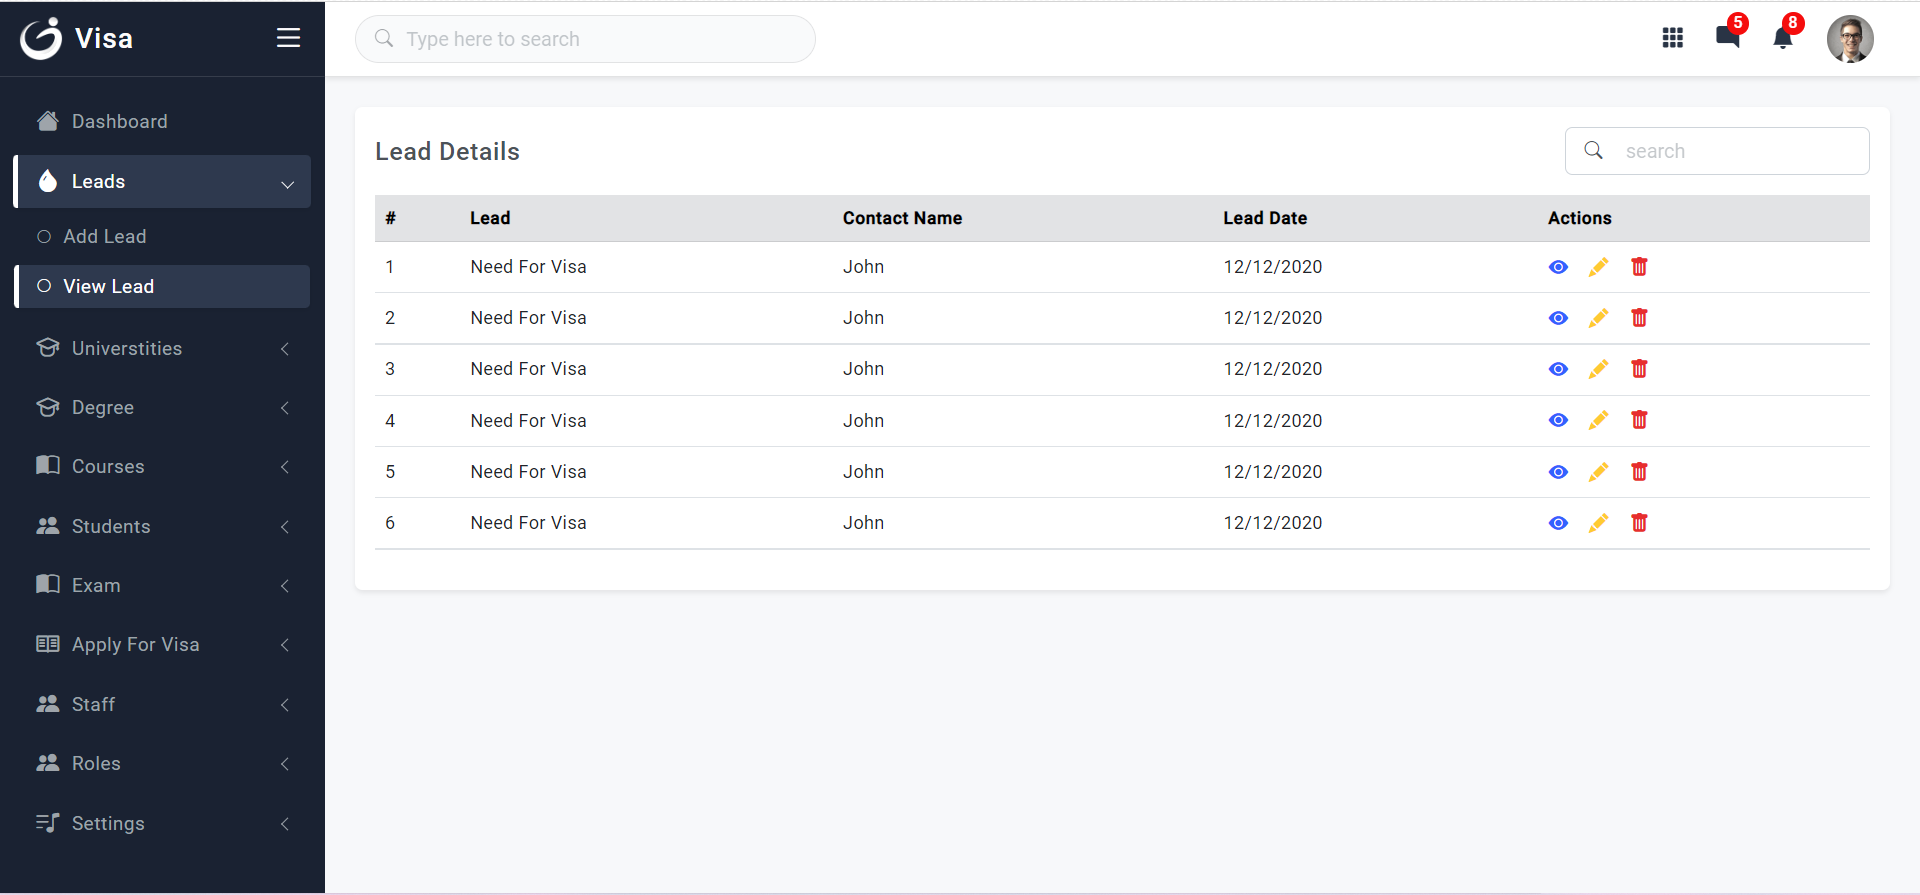 Visa
Type here to search
5
8
Dashboard
Leads
Add Lead
View Lead
Universtities
Degree
Courses
Students
Exam
Apply For Visa
Staff
Roles
Settings
Lead Details
search
# Lead Contact Name Lead Date Actions
1 Need For Visa John 12/12/2020
2 Need For Visa John 12/12/2020
3 Need For Visa John 12/12/2020
4 Need For Visa John 12/12/2020
5 Need For Visa John 12/12/2020
6 Need For Visa John 12/12/2020